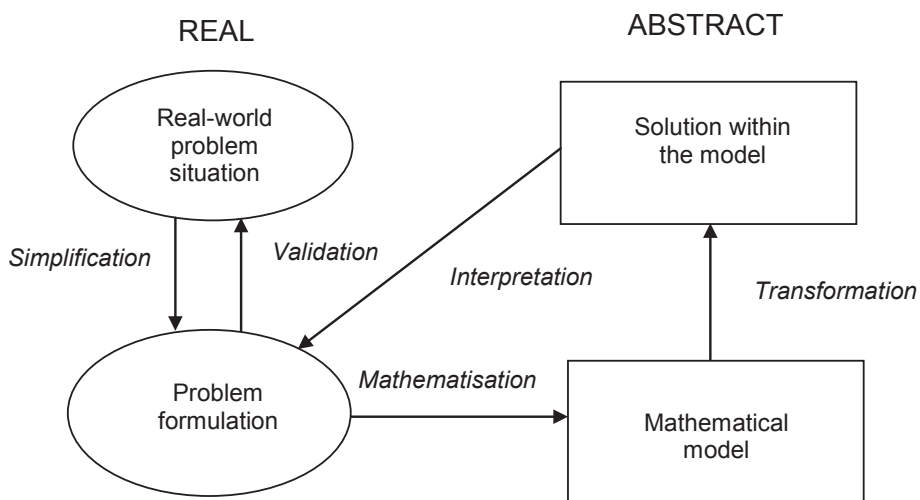 REAL
ABSTRACT
Real-world
problem
situation
Solution within
the model
Simplification
Validation
Interpretation
Transformation
Problem
formulation
Mathematisation
Mathematical
model